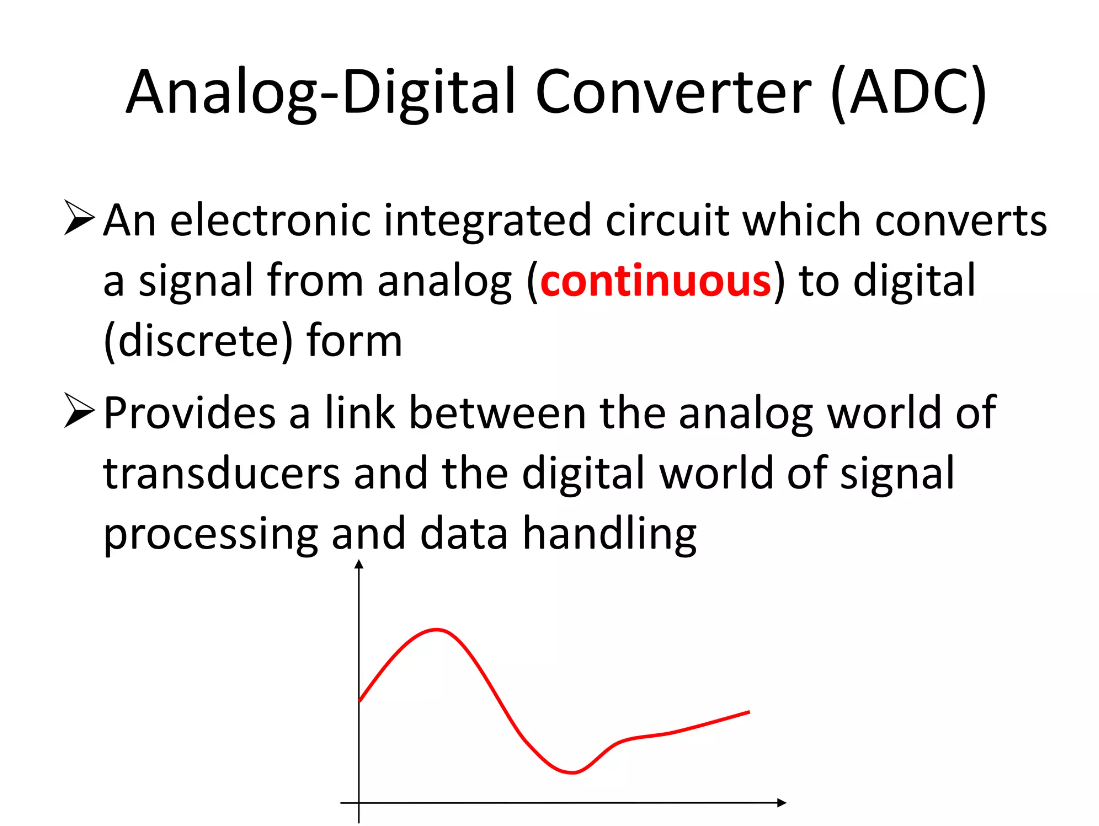 Analog-Digital Converter (ADC)
➢An electronic integrated circuit which converts
a signal from analog (continuous) to digital
(discrete) form
➢Provides a link between the analog world of
transducers and the digital world of signal
processing and data handling